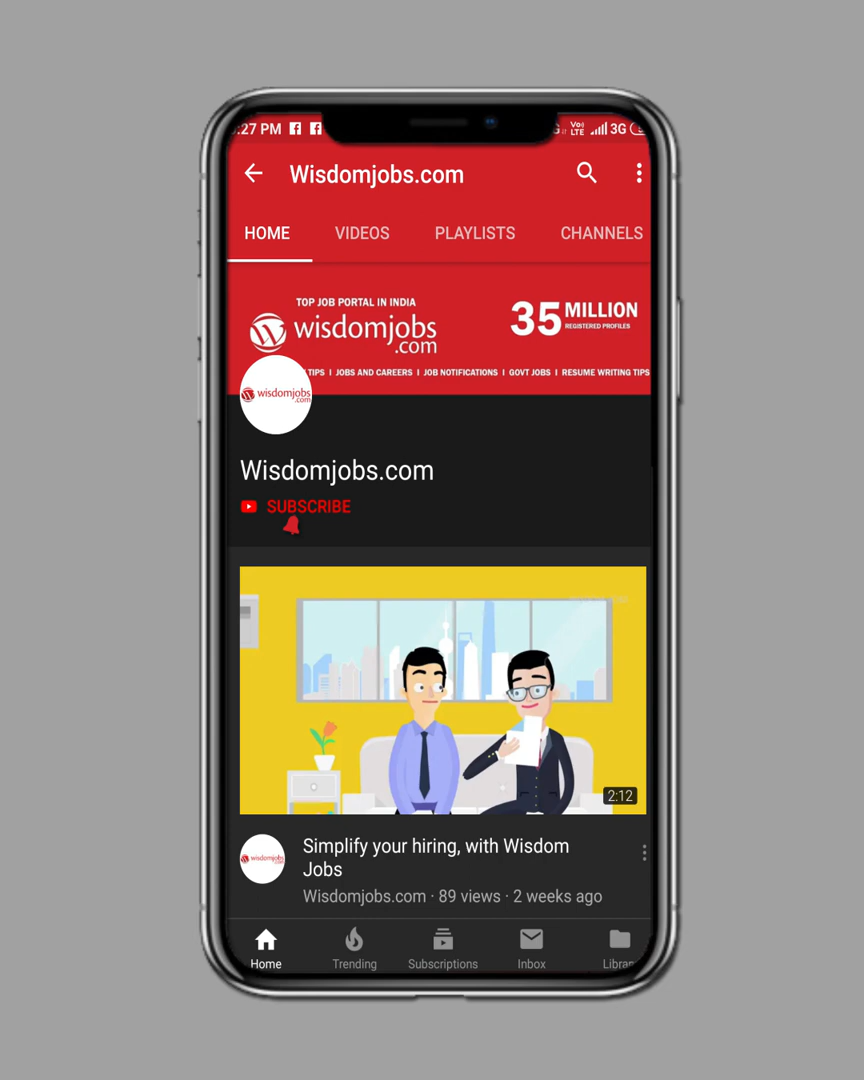 :27 PM
Vo) LTE 3G
Wisdomjobs.com
HOME VIDEOS PLAYLISTS CHANNELS
TOP JOB PORTAL IN INDIA
wisdomjobs
.com
35 MILLION
REGISTERED PROFILES
TIPS I JOBS AND CAREERS I JOB NOTIFICATIONS I GOVT JOBS I RESUME WRITING TIPS
wisdomjobs
.com
Wisdomjobs.com
SUBSCRIBE
2:12
Simplify your hiring, with Wisdom
Jobs
wisdomjobs
.com
Wisdomjobs.com · 89 views · 2 weeks ago
Home Trending Subscriptions Inbox Librar